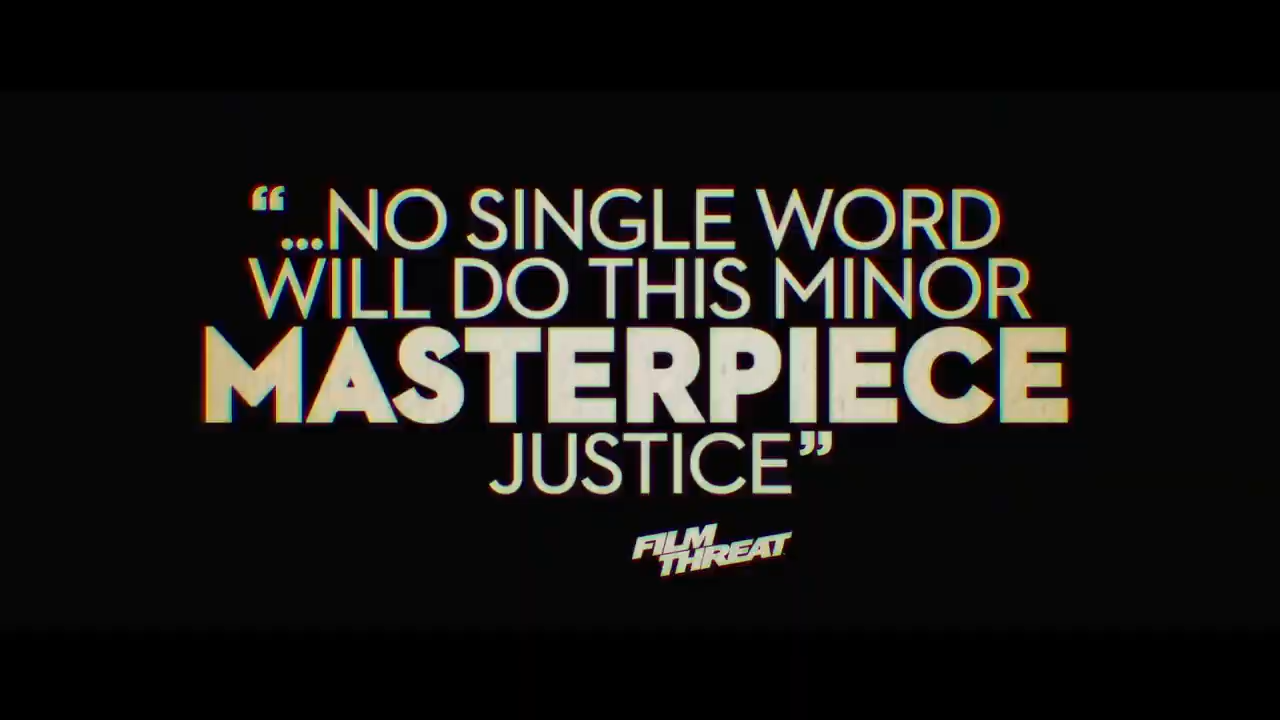 “...NO SINGLE WORD
WILL DO THIS MINOR
MASTERPIECE
JUSTICE”
FILM
THREAT